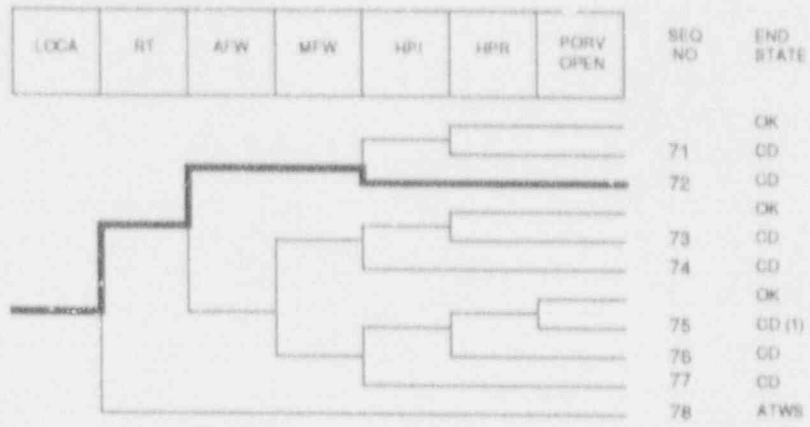 LOCA RT AFW MFW HPI HPR PORV OPEN SEQ NO END STATE
OK
71 CD
72 CD
OK
73 CD
74 CD
OK
75 CD (1)
76 CD
77 CD
78 ATWS